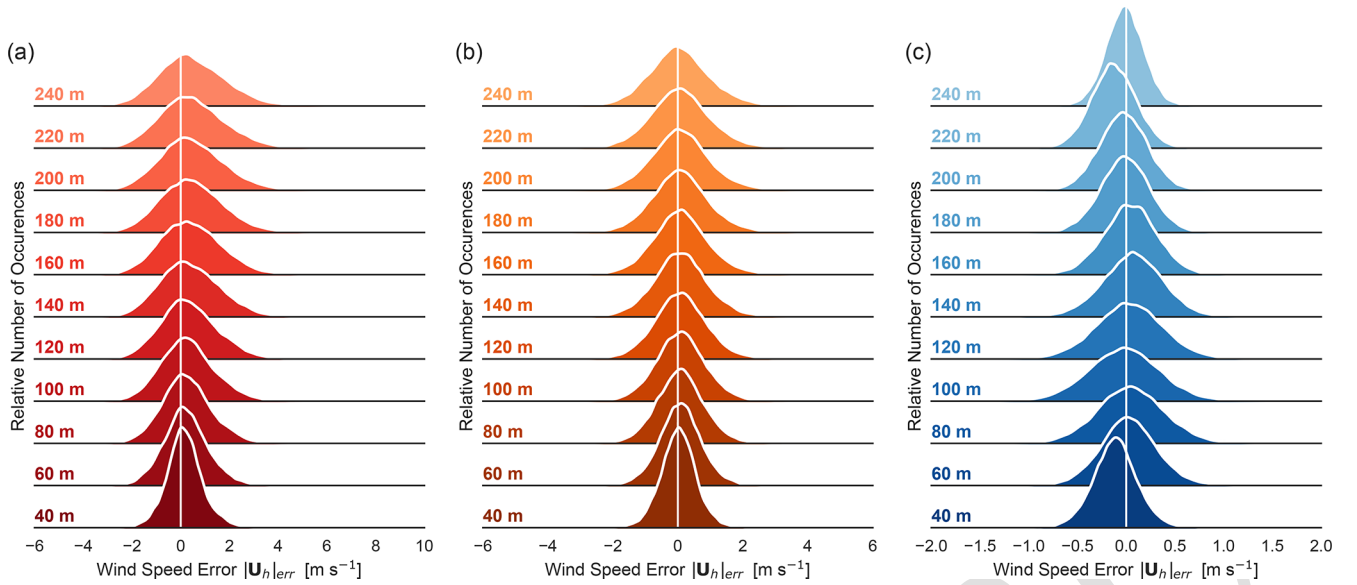 (a)
Relative Number of Occurences
240 m
220 m
200 m
180 m
160 m
140 m
120 m
100 m
80 m
60 m
40 m
−6 −4 −2 0 2 4 6 8 10
Wind Speed Error |U_h|_err [m s⁻¹]
(b)
Relative Number of Occurences
240 m
220 m
200 m
180 m
160 m
140 m
120 m
100 m
80 m
60 m
40 m
−6 −4 −2 0 2 4 6
Wind Speed Error |U_h|_err [m s⁻¹]
(c)
Relative Number of Occurences
240 m
220 m
200 m
180 m
160 m
140 m
120 m
100 m
80 m
60 m
40 m
−2.0 −1.5 −1.0 −0.5 0.0 0.5 1.0 1.5 2.0
Wind Speed Error |U_h|_err [m s⁻¹]